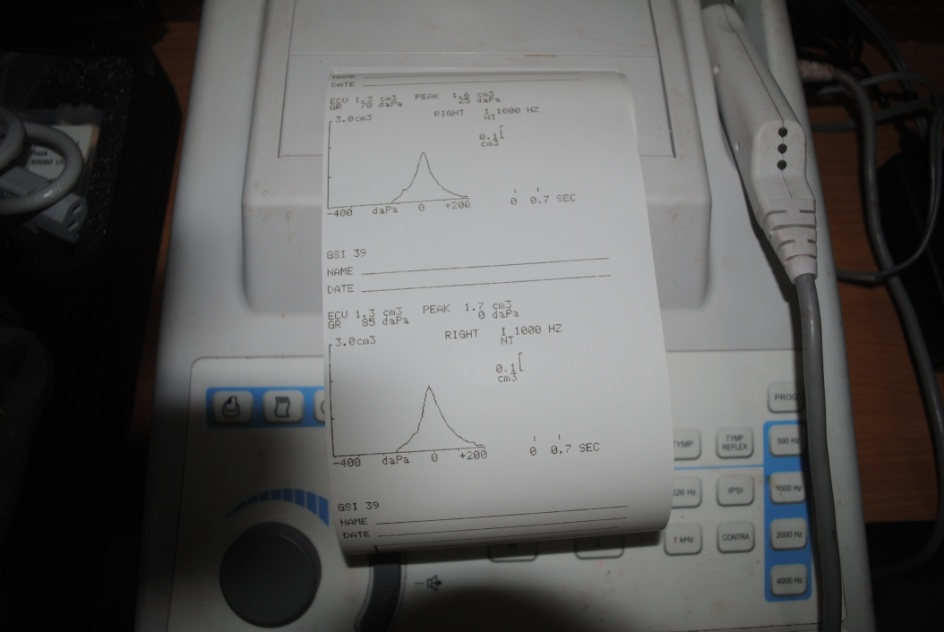 NAME
DATE
ECU 1.3 cm3 PEAK 1.6 cm3
GR 70 daPa 25 daPa
3.0cm3 RIGHT I 1000 HZ
NT
0.1
cm3
-400 daPa 0 +200 0 0.7 SEC
GSI 39
NAME
DATE
ECU 1.3 cm3 PEAK 1.7 cm3
GR 85 daPa 0 daPa
3.0cm3 RIGHT I 1000 HZ
NT
0.1
cm3
-400 daPa 0 +200 0 0.7 SEC
GSI 39
NAME
DATE
PROG
TYMP
TYMP REFLEX
500 Hz
226 Hz
IPSI
1000 Hz
1 kHz
CONTRA
2000 Hz
4000 Hz